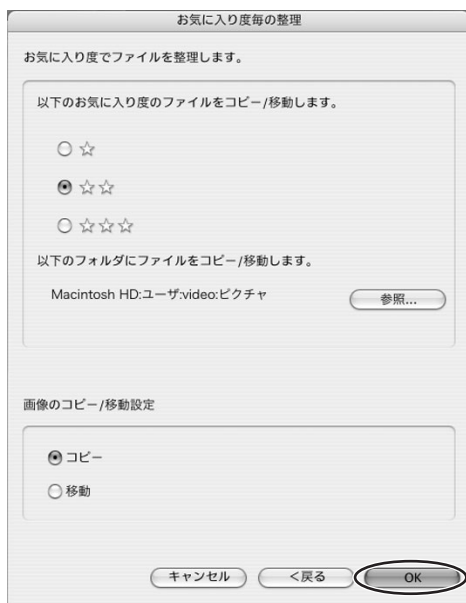 お気に入り度毎の整理
お気に入り度でファイルを整理します。
以下のお気に入り度のファイルをコピー/移動します。
☆
☆☆
☆☆☆
以下のフォルダにファイルをコピー/移動します。
Macintosh HD:ユーザ:video:ピクチャ
参照...
画像のコピー/移動設定
コピー
移動
キャンセル <戻る OK